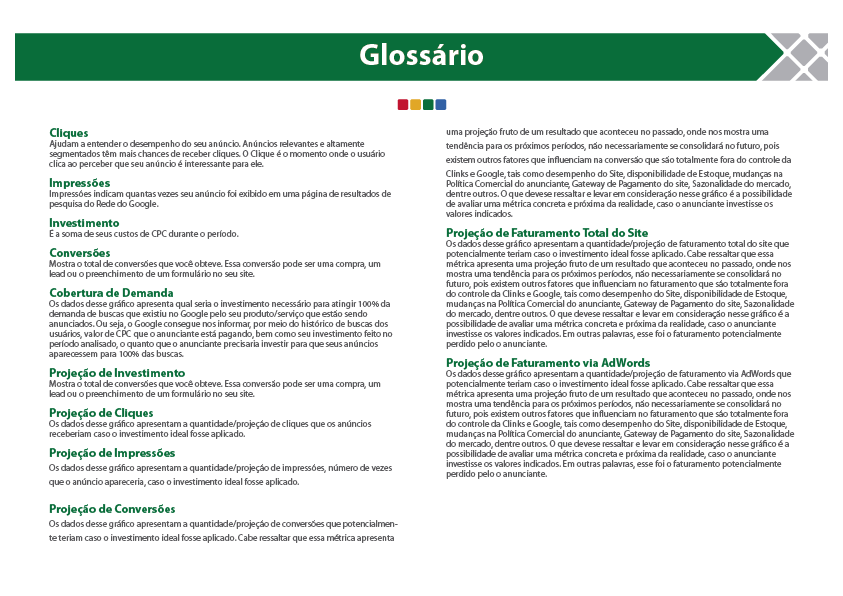 Glossário
Cliques
Ajudam a entender o desempenho do seu anúncio. Anúncios relevantes e altamente
segmentados têm mais chances de receber cliques. O Clique é o momento onde o usuário
clica ao perceber que seu anúncio é interessante para ele.
Impressões
Impressões indicam quantas vezes seu anúncio foi exibido em uma página de resultados de
pesquisa do Rede do Google.
Investimento
É a soma de seus custos de CPC durante o período.
Conversões
Mostra o total de conversões que você obteve. Essa conversão pode ser uma compra, um
lead ou o preenchimento de um formulário no seu site.
Cobertura de Demanda
Os dados desse gráfico apresenta qual seria o investimento necessário para atingir 100% da
demanda de buscas que existiu no Google pelo seu produto/serviço que estão sendo
anunciados. Ou seja, o Google consegue nos informar, por meio do histórico de buscas dos
usuários, valor de CPC que o anunciante está pagando, bem como seu investimento feito no
período analisado, o quanto que o anunciante precisaria investir para que seus anúncios
aparecessem para 100% das buscas.
Projeção de Investimento
Mostra o total de conversões que você obteve. Essa conversão pode ser uma compra, um
lead ou o preenchimento de um formulário no seu site.
Projeção de Cliques
Os dados desse gráfico apresentam a quantidade/projeção de cliques que os anúncios
receberiam caso o investimento ideal fosse aplicado.
Projeção de Impressões
Os dados desse gráfico apresentam a quantidade/projeção de impressões, número de vezes
que o anúncio apareceria, caso o investimento ideal fosse aplicado.
Projeção de Conversões
Os dados desse gráfico apresentam a quantidade/projeção de conversões que potencialmen-
te teriam caso o investimento ideal fosse aplicado. Cabe ressaltar que essa métrica apresenta
uma projeção fruto de um resultado que aconteceu no passado, onde nos mostra uma
tendência para os próximos períodos, não necessariamente se consolidará no futuro, pois
existem outros fatores que influenciam na conversão que são totalmente fora do controle da
Clinks e Google, tais como desempenho do Site, disponibilidade de Estoque, mudanças na
Política Comercial do anunciante, Gateway de Pagamento do site, Sazonalidade do mercado,
dentre outros. O que devese ressaltar e levar em consideração nesse gráfico é a possibilidade
de avaliar uma métrica concreta e próxima da realidade, caso o anunciante investisse os
valores indicados.
Projeção de Faturamento Total do Site
Os dados desse gráfico apresentam a quantidade/projeção de faturamento total do site que
potencialmente teriam caso o investimento ideal fosse aplicado. Cabe ressaltar que essa
métrica apresenta uma projeção fruto de um resultado que aconteceu no passado, onde nos
mostra uma tendência para os próximos períodos, não necessariamente se consolidará no
futuro, pois existem outros fatores que influenciam no faturamento que são totalmente fora
do controle da Clinks e Google, tais como desempenho do Site, disponibilidade de Estoque,
mudanças na Política Comercial do anunciante, Gateway de Pagamento do site, Sazonalidade
do mercado, dentre outros. O que devese ressaltar e levar em consideração nesse gráfico é a
possibilidade de avaliar uma métrica concreta e próxima da realidade, caso o anunciante
investisse os valores indicados. Em outras palavras, esse foi o faturamento potencialmente
perdido pelo o anunciante.
Projeção de Faturamento via AdWords
Os dados desse gráfico apresentam a quantidade/projeção de faturamento via AdWords que
potencialmente teriam caso o investimento ideal fosse aplicado. Cabe ressaltar que essa
métrica apresenta uma projeção fruto de um resultado que aconteceu no passado, onde nos
mostra uma tendência para os próximos períodos, não necessariamente se consolidará no
futuro, pois existem outros fatores que influenciam no faturamento que são totalmente fora
do controle da Clinks e Google, tais como desempenho do Site, disponibilidade de Estoque,
mudanças na Política Comercial do anunciante, Gateway de Pagamento do site, Sazonalidade
do mercado, dentre outros. O que devese ressaltar e levar em consideração nesse gráfico é a
possibilidade de avaliar uma métrica concreta e próxima da realidade, caso o anunciante
investisse os valores indicados. Em outras palavras, esse foi o faturamento potencialmente
perdido pelo o anunciante.